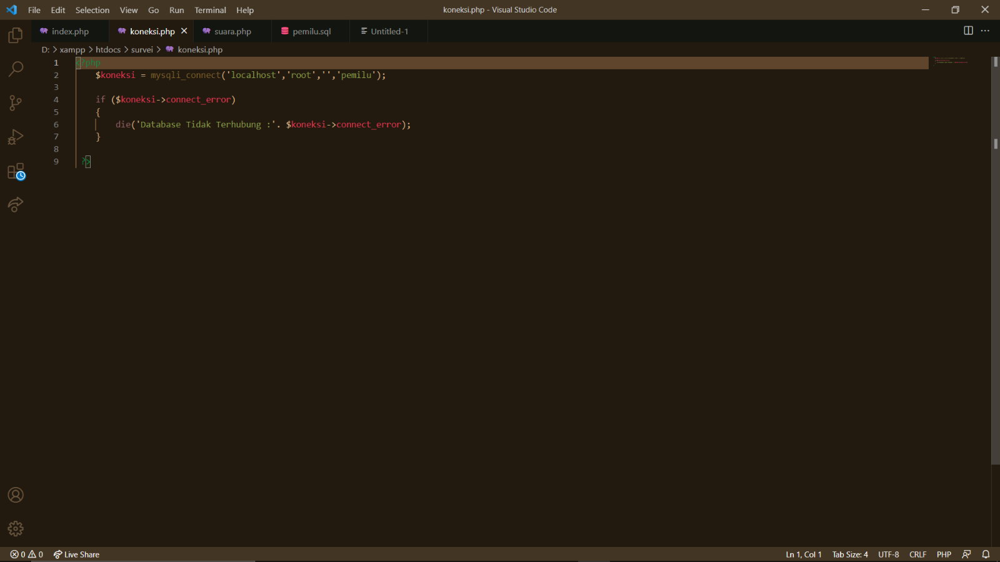 File Edit Selection View Go Run Terminal Help koneksi.php - Visual Studio Code
index.php koneksi.php suara.php pemilu.sql Untitled-1
D: > xampp > htdocs > survei > koneksi.php
1 <?php
2 $koneksi = mysqli_connect('localhost','root','','pemilu');
3
4 if ($koneksi->connect_error)
5 {
6 die('Database Tidak Terhubung :'. $koneksi->connect_error);
7 }
8
9 ?>
0 0 Live Share Ln 1, Col 1 Tab Size: 4 UTF-8 CRLF PHP